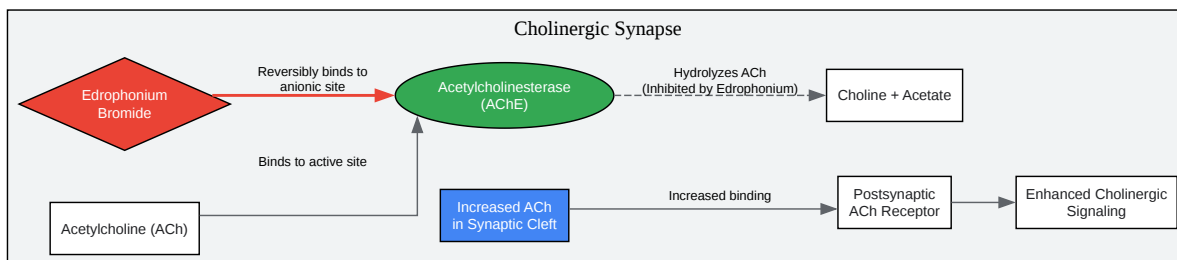 Cholinergic Synapse
Edrophonium
Bromide
Reversibly binds to
anionic site
Acetylcholinesterase
(AChE)
Hydrolyzes ACh
(Inhibited by Edrophonium)
Choline + Acetate
Binds to active site
Acetylcholine (ACh)
Increased ACh
in Synaptic Cleft
Increased binding
Postsynaptic
ACh Receptor
Enhanced Cholinergic
Signaling